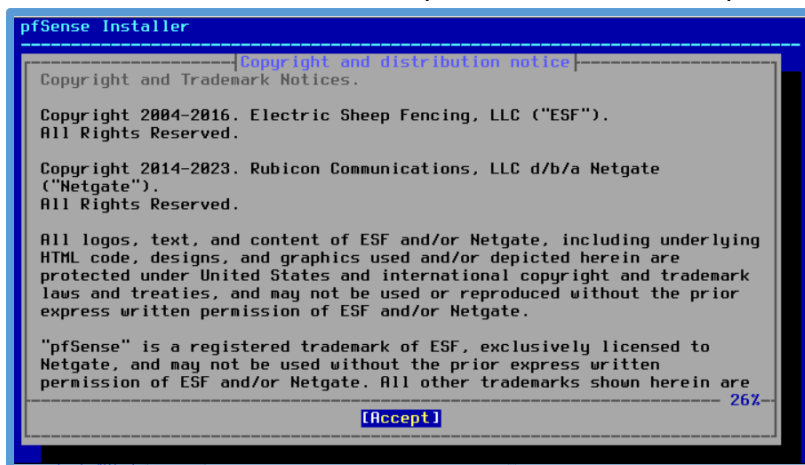 pfSense Installer
Copyright and distribution notice
Copyright and Trademark Notices.
Copyright 2004-2016. Electric Sheep Fencing, LLC ("ESF").
All Rights Reserved.
Copyright 2014-2023. Rubicon Communications, LLC d/b/a Netgate
("Netgate").
All Rights Reserved.
All logos, text, and content of ESF and/or Netgate, including underlying
HTML code, designs, and graphics used and/or depicted herein are
protected under United States and international copyright and trademark
laws and treaties, and may not be used or reproduced without the prior
express written permission of ESF and/or Netgate.
"pfSense" is a registered trademark of ESF, exclusively licensed to
Netgate, and may not be used without the prior express written
permission of ESF and/or Netgate. All other trademarks shown herein are
26%
[Accept]